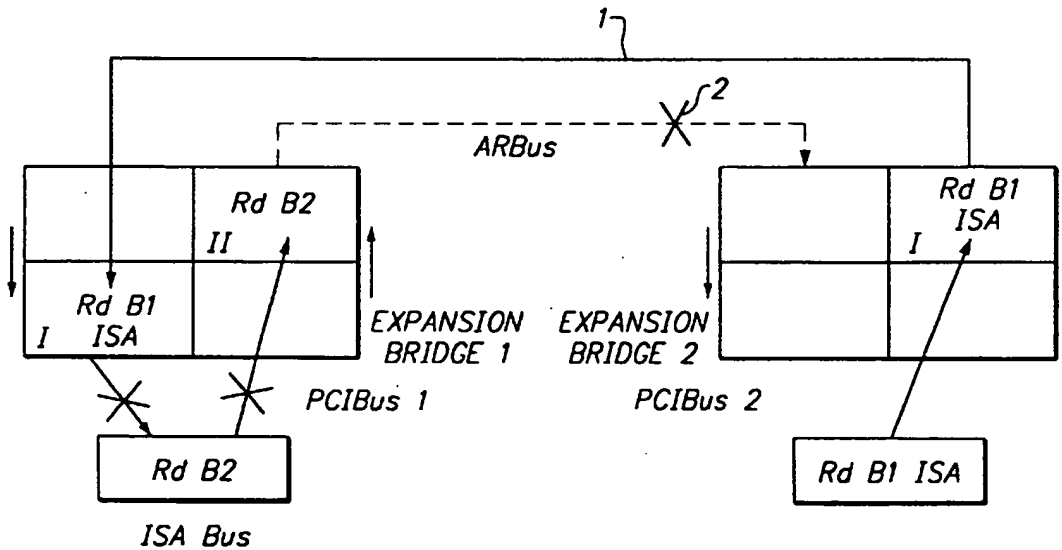 1
2
ARBus
Rd B2
II
Rd B1
ISA
I
Rd B1
ISA
I
EXPANSION
BRIDGE 1
EXPANSION
BRIDGE 2
PCIBus 1
PCIBus 2
Rd B2
Rd B1 ISA
ISA Bus